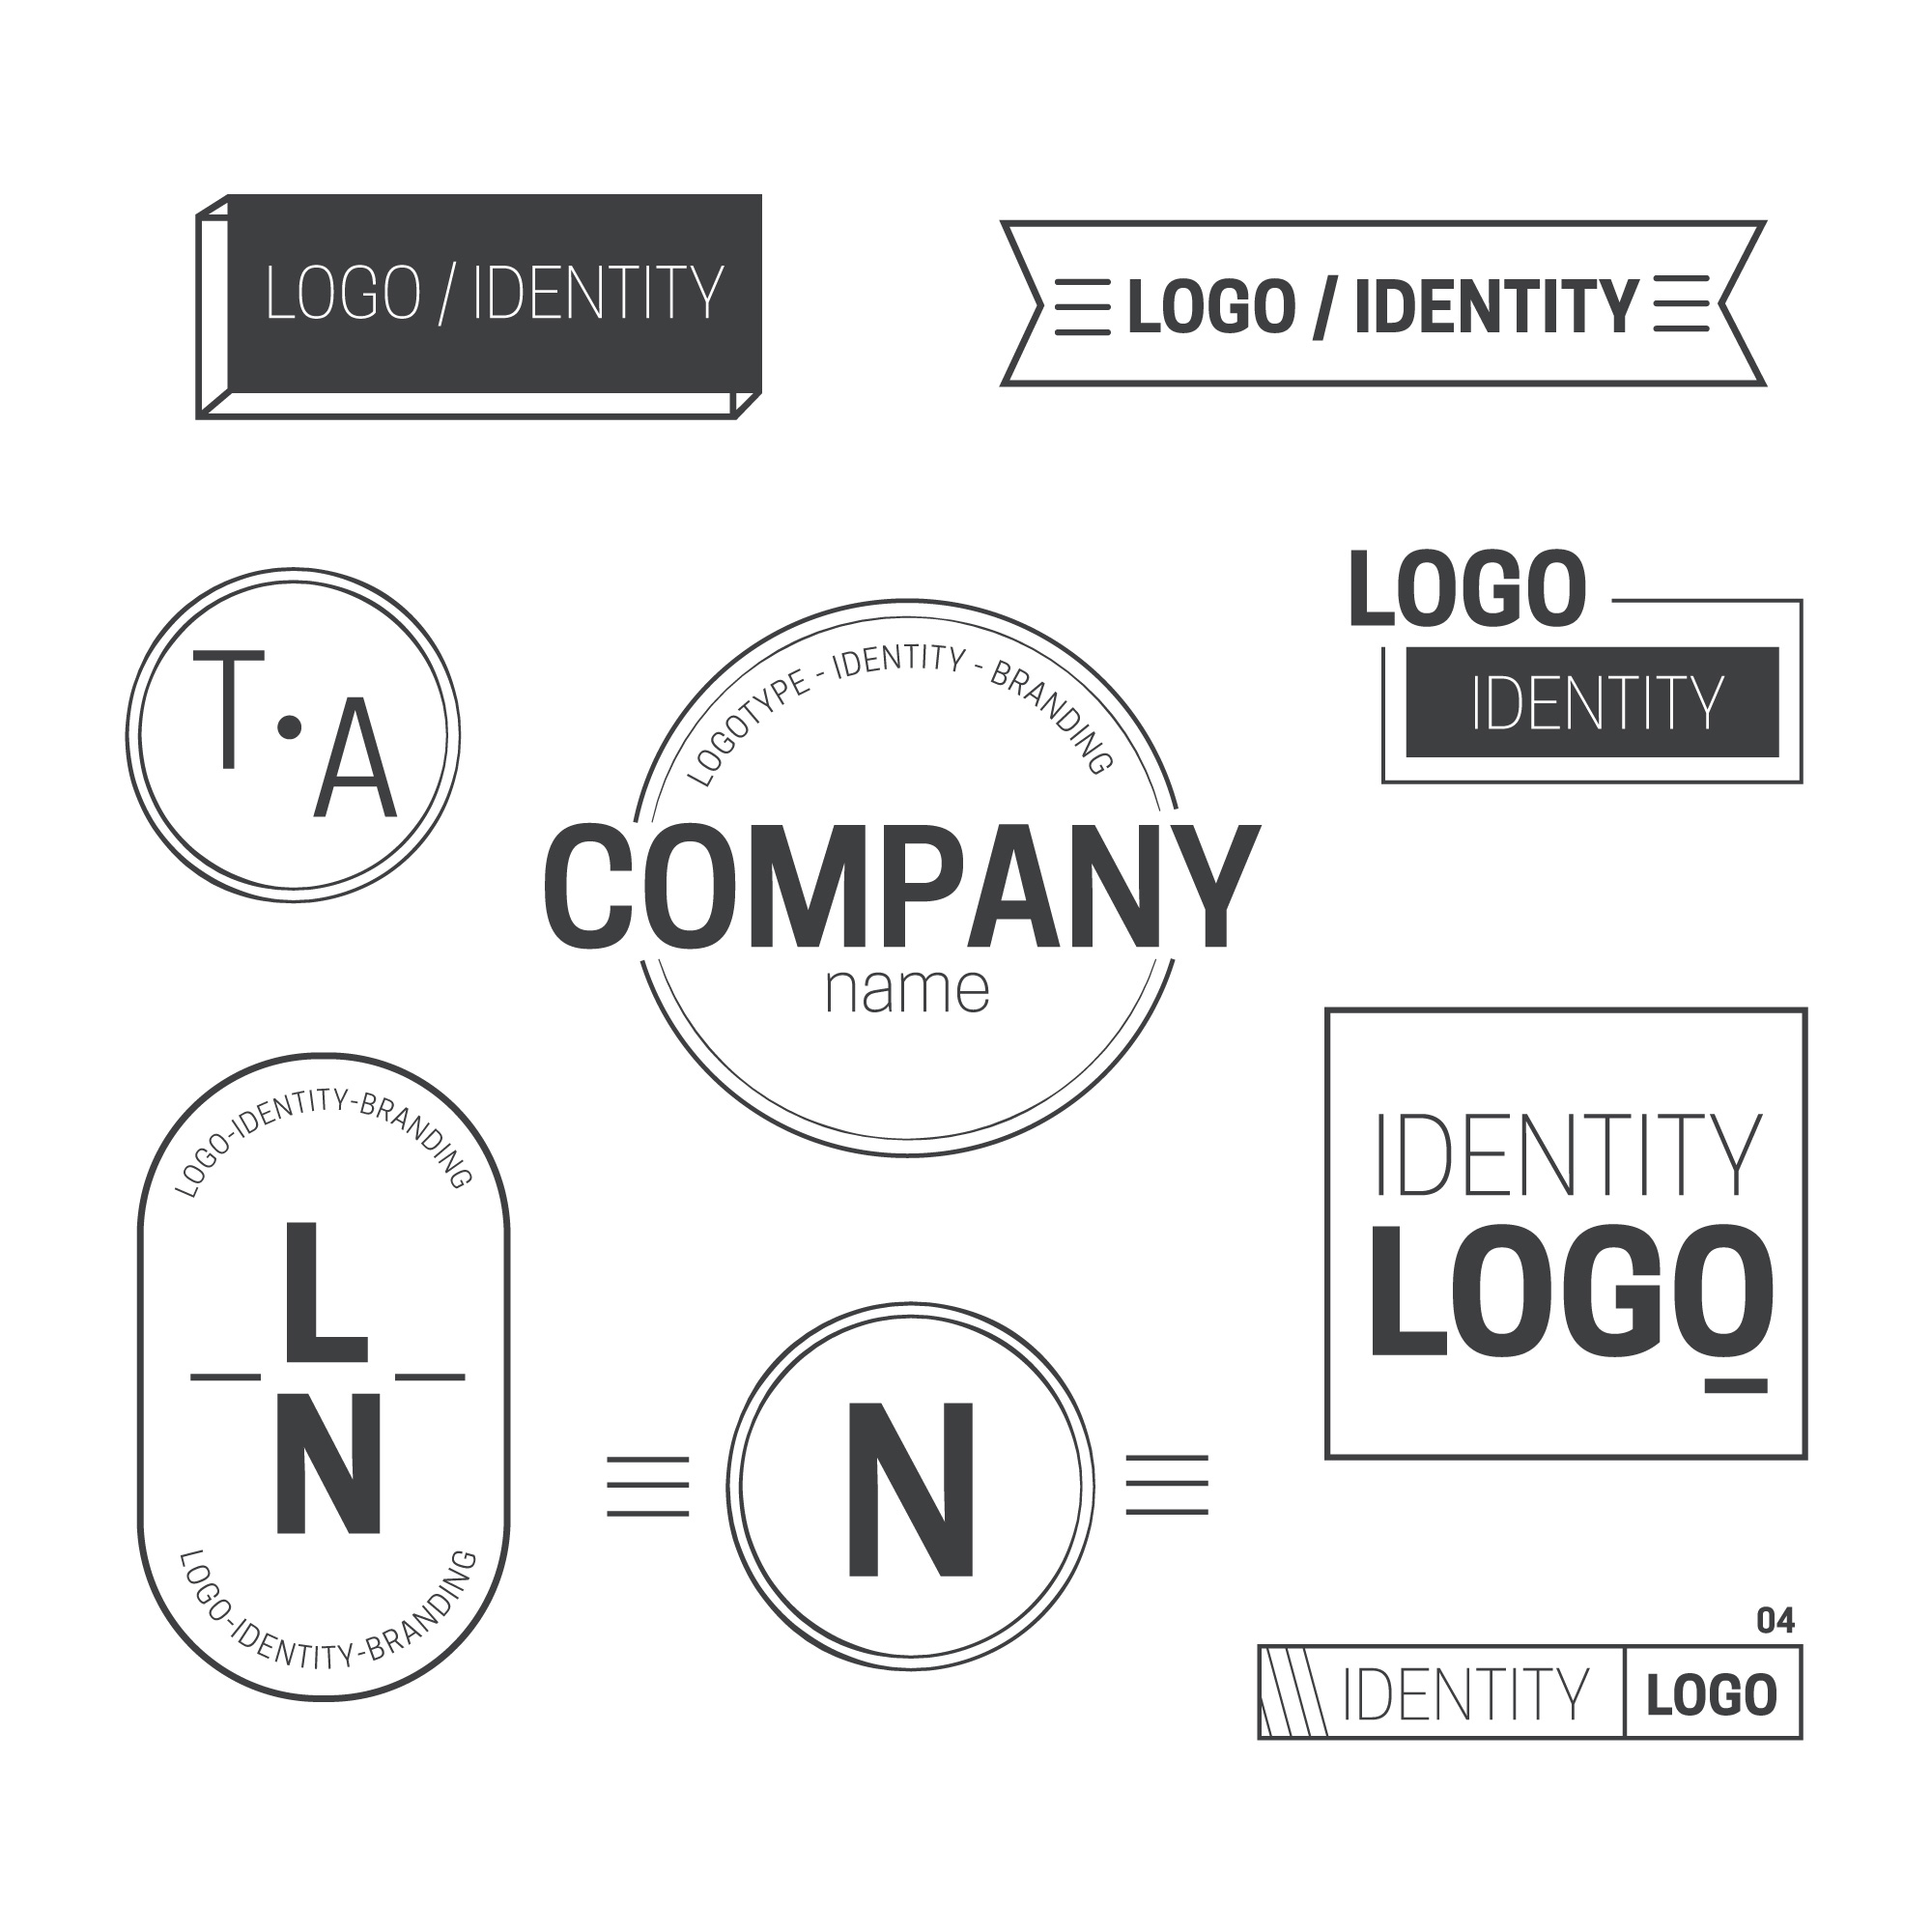 LOGO / IDENTITY
LOGO / IDENTITY
T•A
LOGOTYPE - IDENTITY - BRANDING
COMPANY
name
LOGO
IDENTITY
LOGO-IDENTITY-BRANDING
L
N
LOGO-IDENTITY-BRANDING
N
IDENTITY
LOGO
04
IDENTITY LOGO